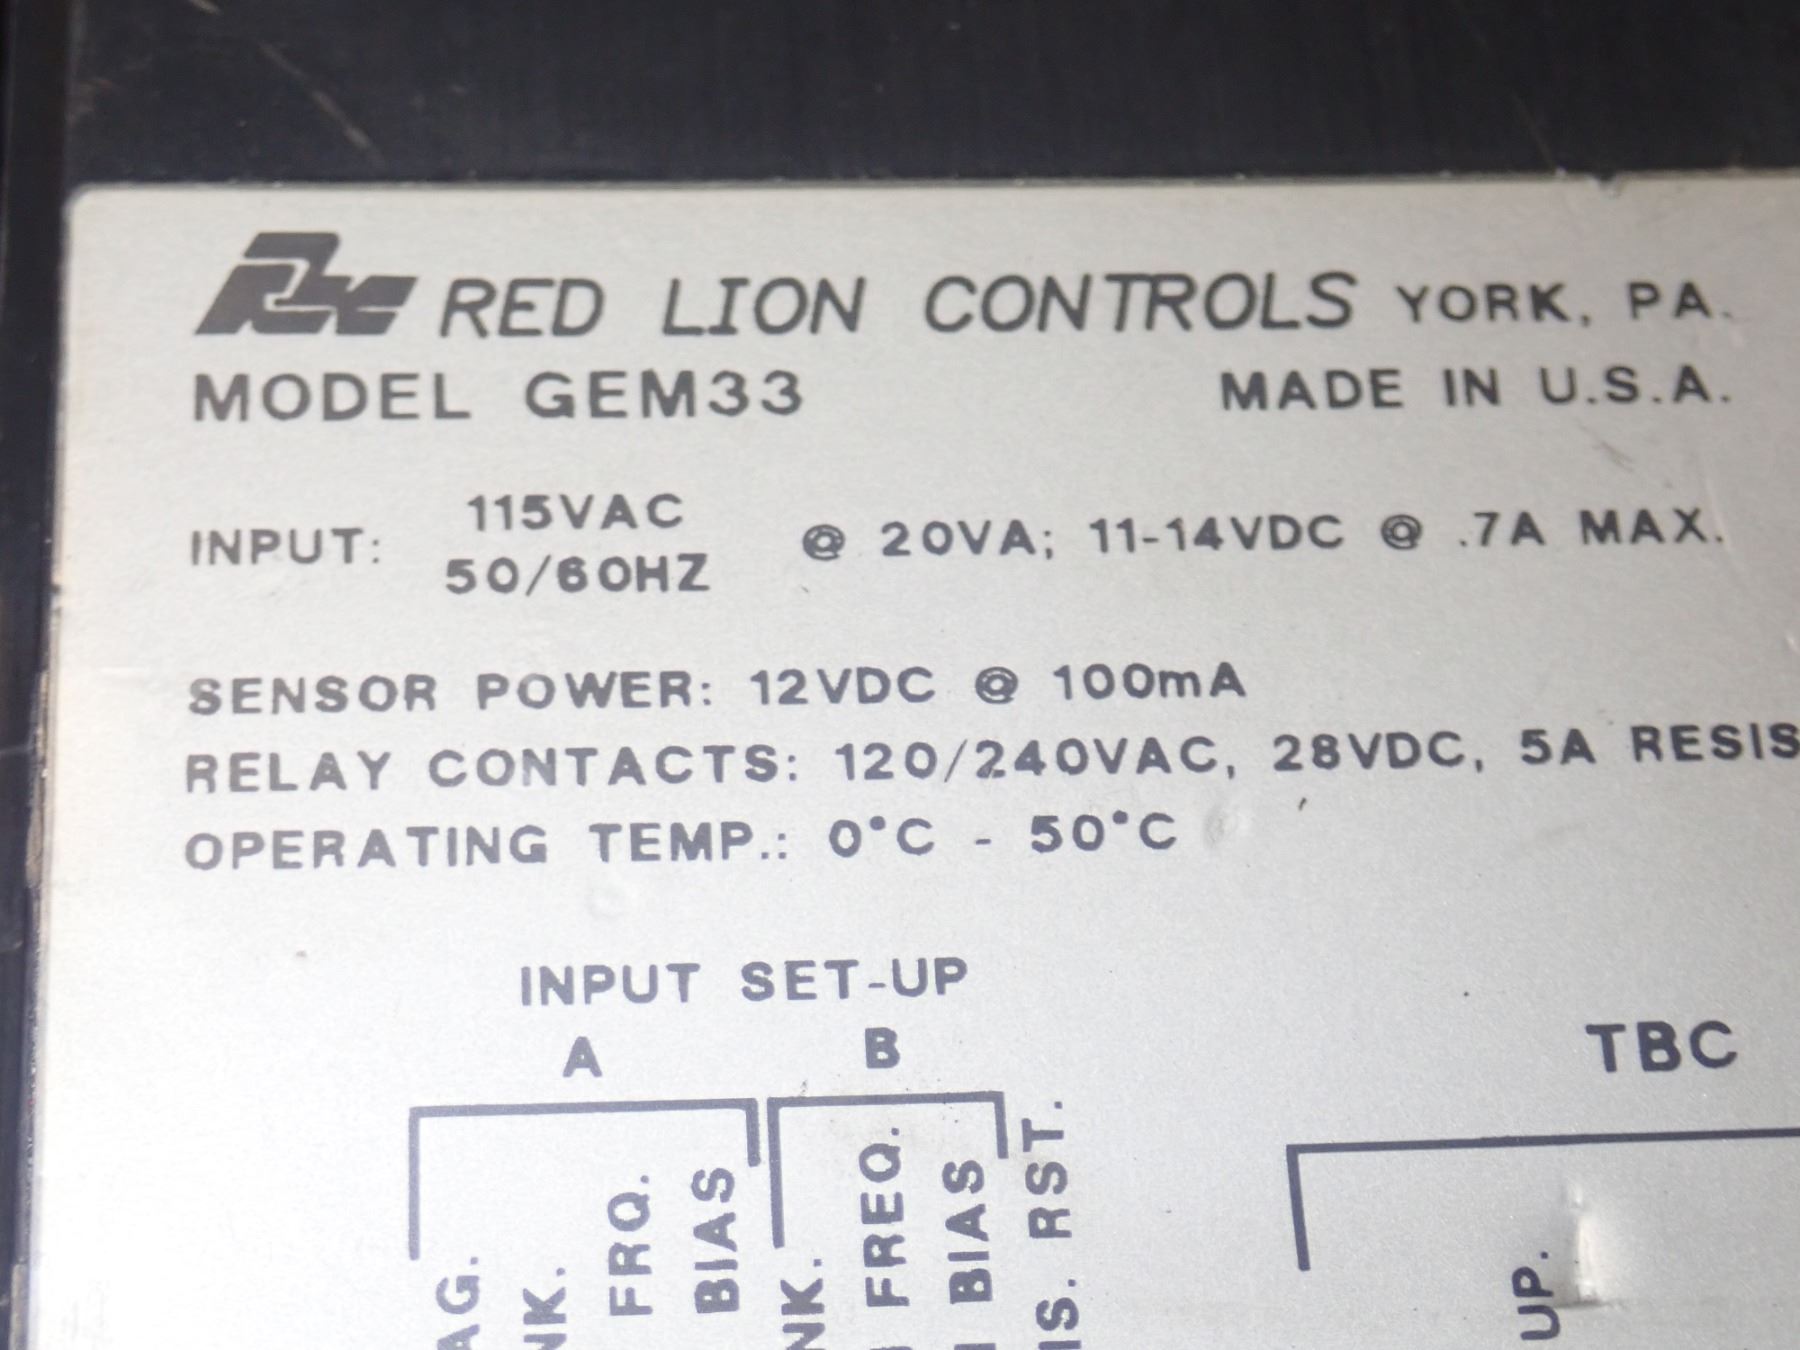 RLC RED LION CONTROLS YORK, PA.
MODEL GEM33 MADE IN U.S.A.
INPUT: 115VAC 50/60HZ @ 20VA; 11-14VDC @ .7A MAX.
SENSOR POWER: 12VDC @ 100mA
RELAY CONTACTS: 120/240VAC, 28VDC, 5A RESIS
OPERATING TEMP.: 0°C - 50°C
INPUT SET-UP
A B
TBC
FRQ.
BIAS
FREQ.
BIAS
RST.
UP.